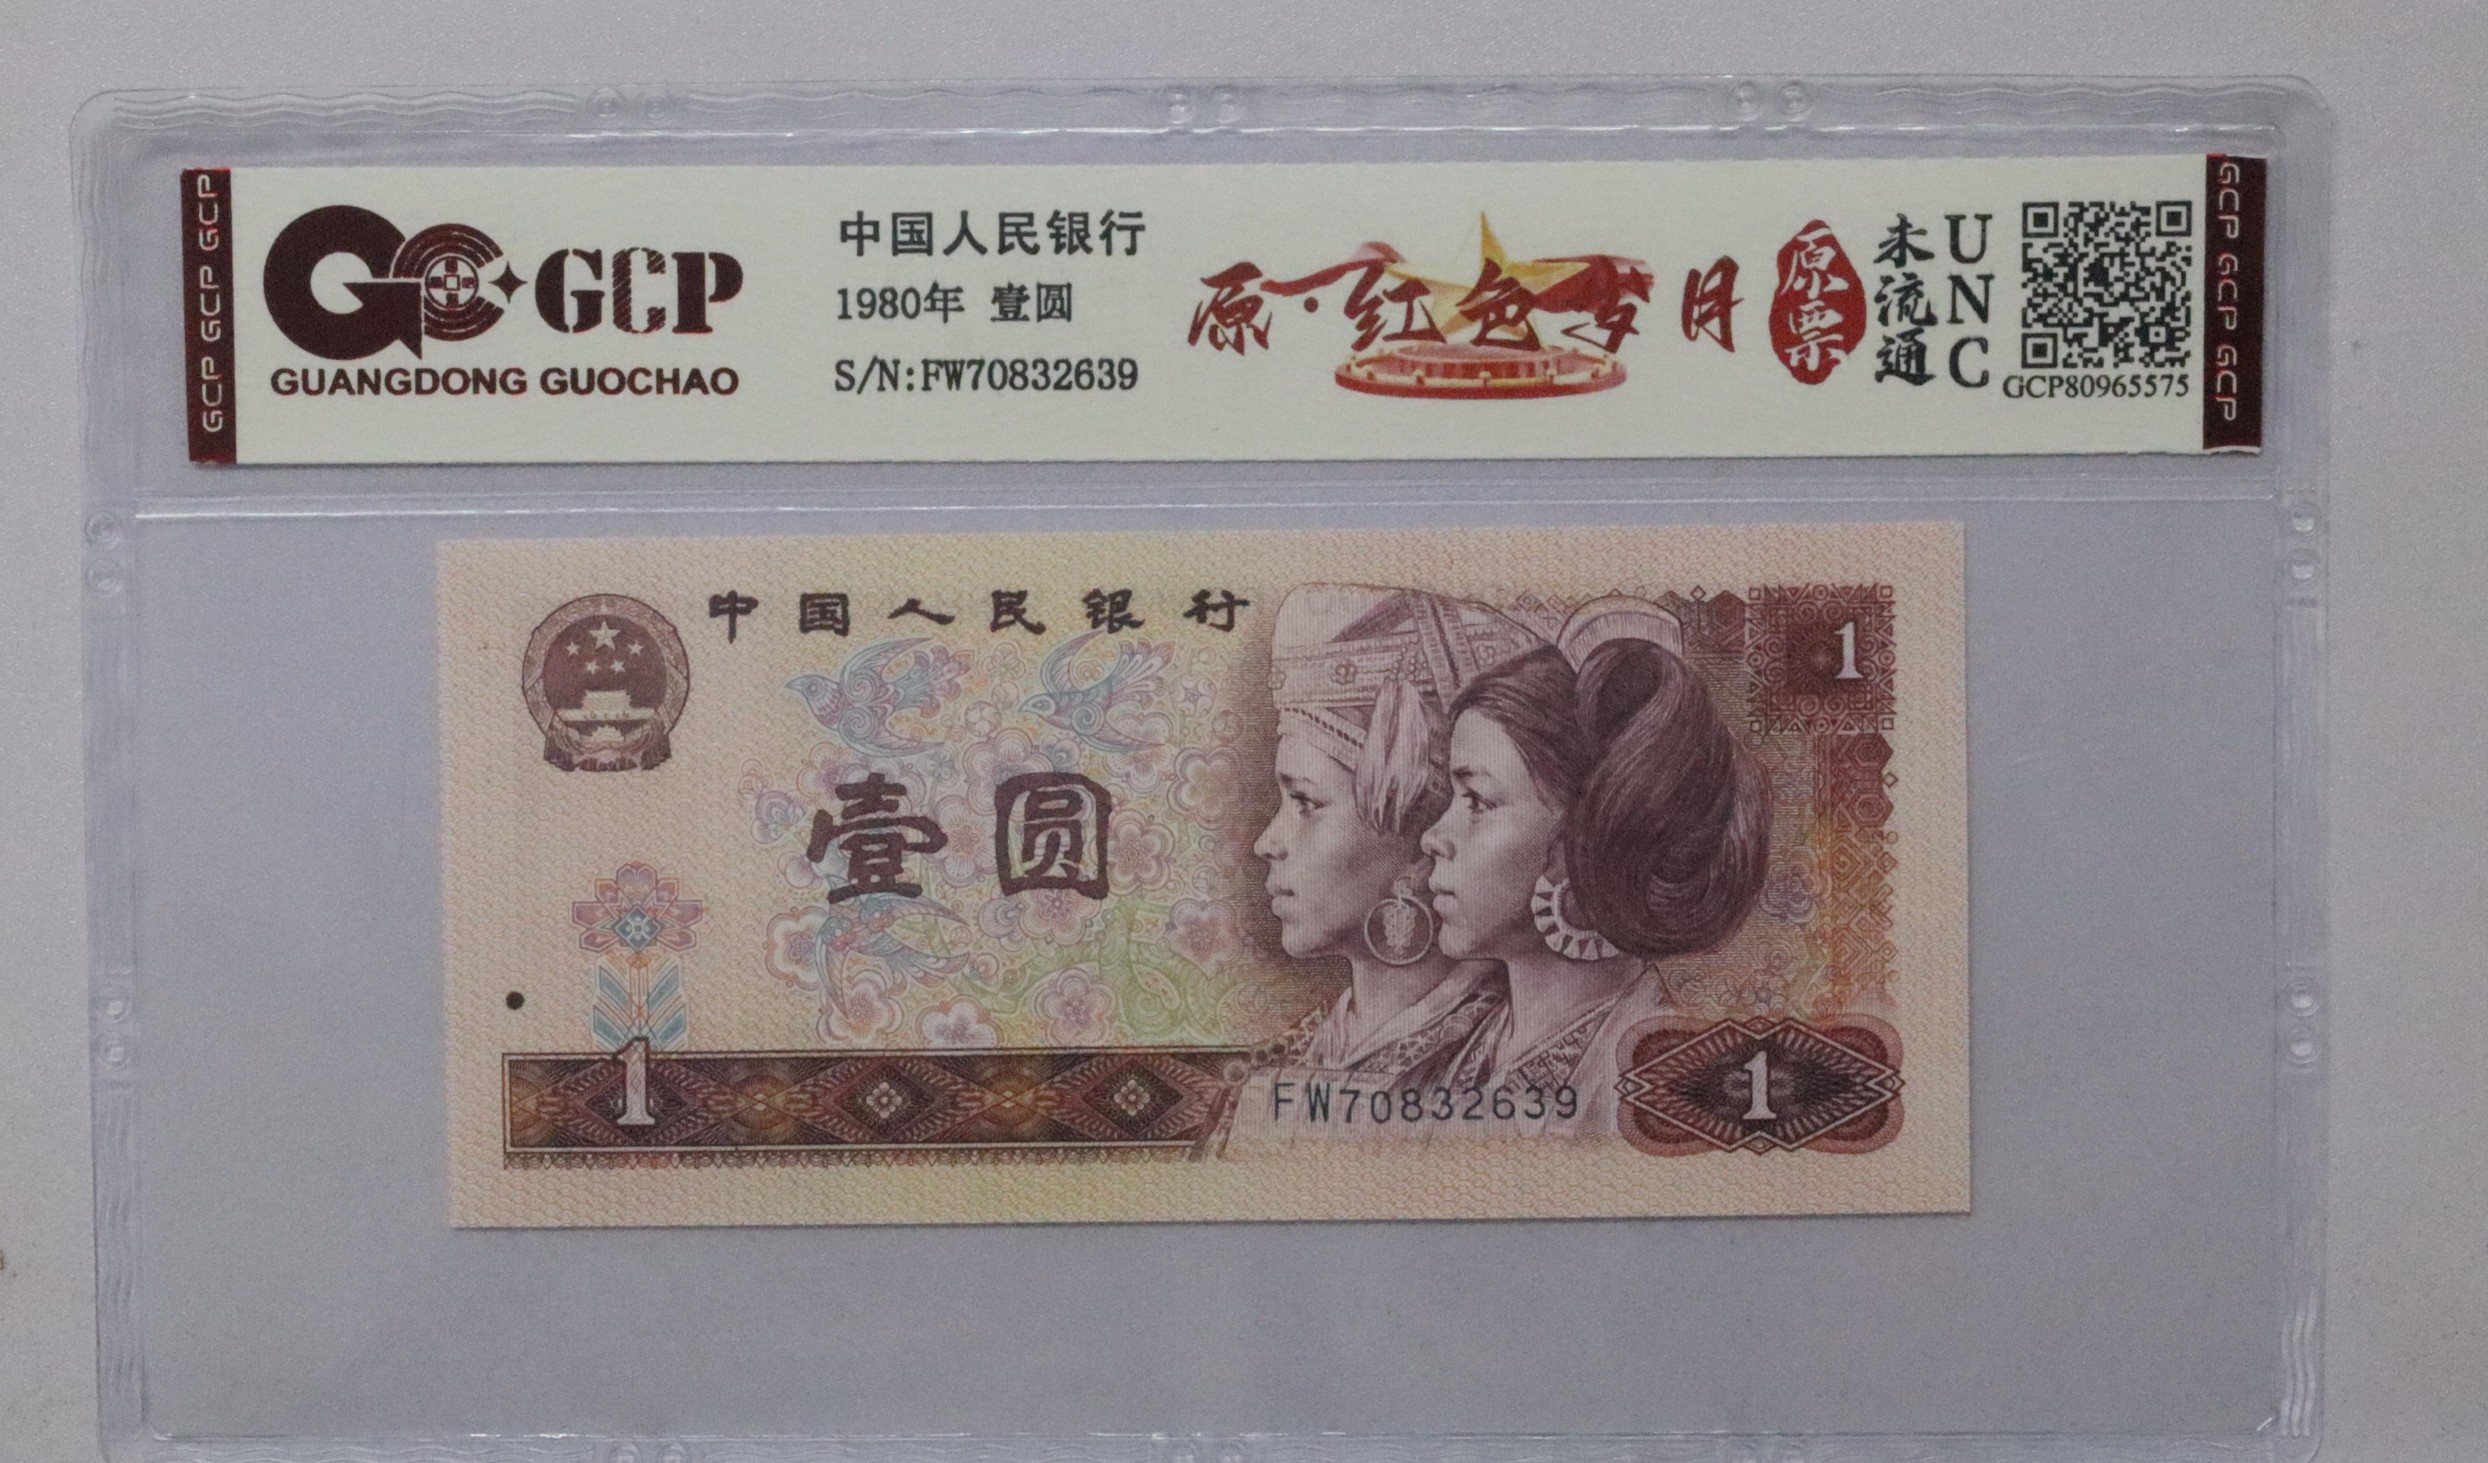 GCP GCP GCP
GCP
GUANGDONG GUOCHAO
中国人民银行
1980年 壹圆
S/N:FW70832639
原·红色岁月
原票
未流通
UNC
GCP80965575
GCP GCP GCP
中国人民银行
1
壹圆
1
FW70832639
1